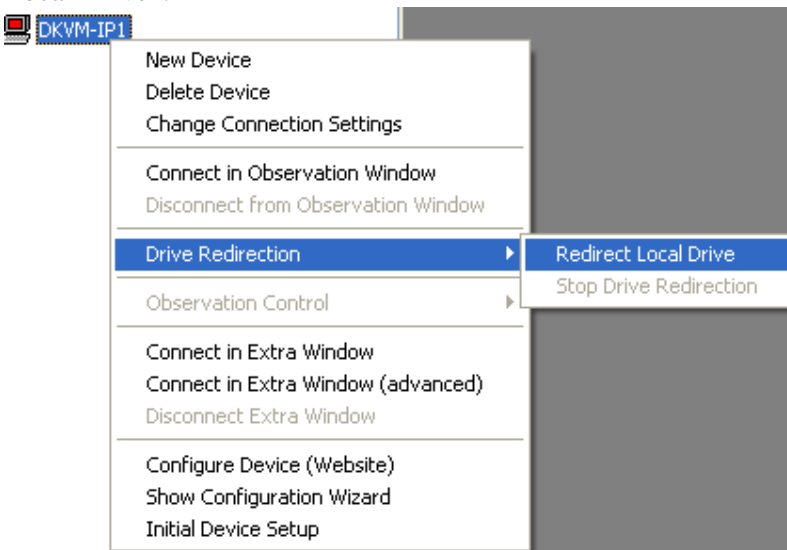 DKVM-IP1
New Device
Delete Device
Change Connection Settings
Connect in Observation Window
Disconnect from Observation Window
Drive Redirection
Redirect Local Drive
Stop Drive Redirection
Observation Control
Connect in Extra Window
Connect in Extra Window (advanced)
Disconnect Extra Window
Configure Device (Website)
Show Configuration Wizard
Initial Device Setup